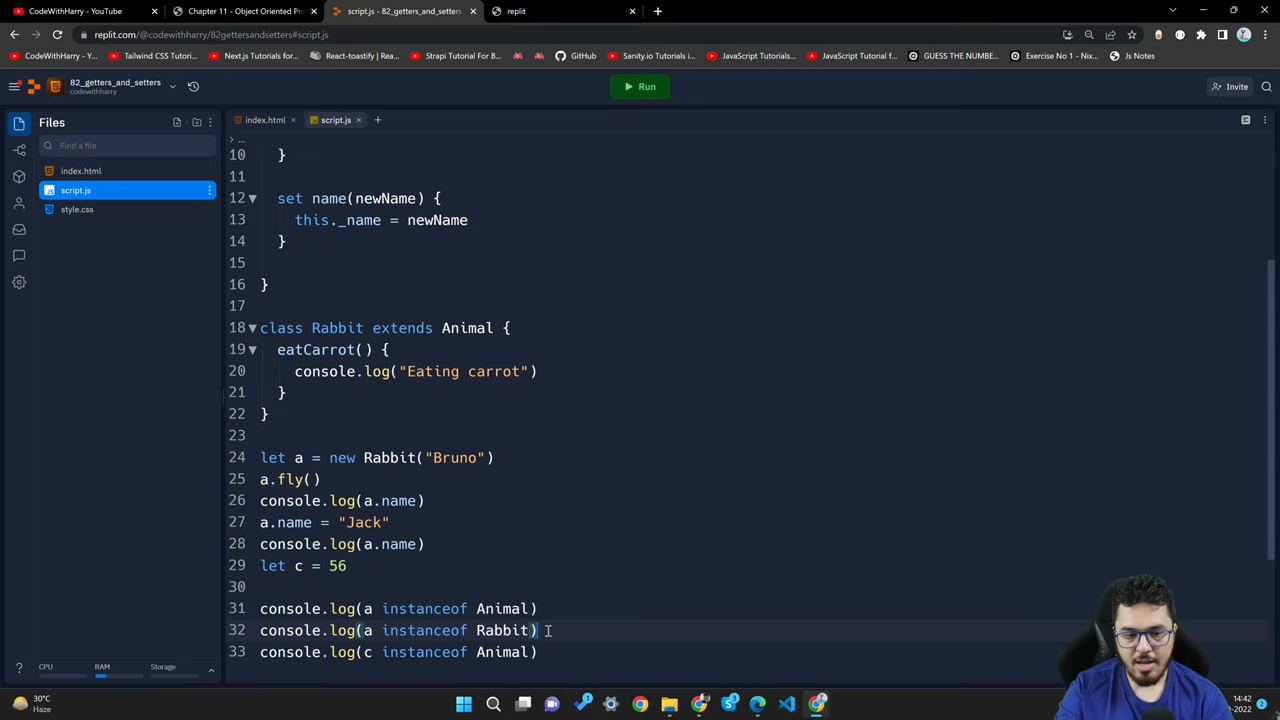 CodeWithHarry - YouTube
Chapter 11 - Object Oriented Pro
script.js - 82_getters_and_setters
replit
replit.com/@codewithharry/82gettersandsetters#script.js
CodeWithHarry - Yo...
Tailwind CSS Tutori...
Next.js Tutorials for...
React-toastify | Rea...
Strapi Tutorial For B...
GitHub
Sanity.io Tutorials i...
JavaScript Tutorials...
JavaScript Tutorial f...
GUESS THE NUMBE...
Exercise No 1 - Nix...
Js Notes
82_getters_and_setters
codewithharry
Run
Invite
Files
index.html
script.js
Find a file
index.html
script.js
style.css
...
10 }
11
12 set name(newName) {
13 this._name = newName
14 }
15
16 }
17
18 class Rabbit extends Animal {
19 eatCarrot() {
20 console.log("Eating carrot")
21 }
22 }
23
24 let a = new Rabbit("Bruno")
25 a.fly()
26 console.log(a.name)
27 a.name = "Jack"
28 console.log(a.name)
29 let c = 56
30
31 console.log(a instanceof Animal)
32 console.log(a instanceof Rabbit)
33 console.log(c instanceof Animal)
CPU
RAM
Storage
30°C
Haze
14:42
-2022